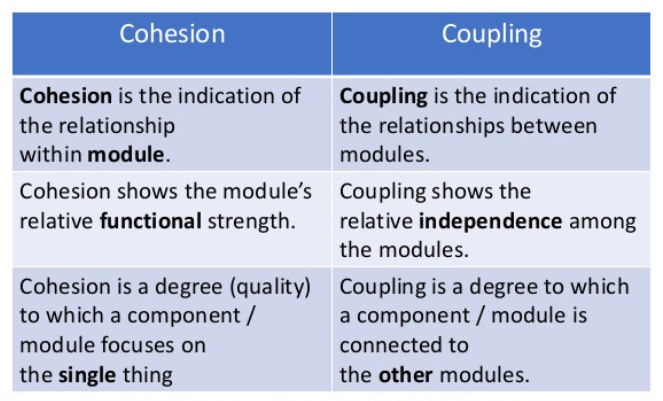 Cohesion
Coupling
Cohesion is the indication of
the relationship
within module.
Coupling is the indication of
the relationships between
modules.
Cohesion shows the module’s
relative functional strength.
Coupling shows the
relative independence among
the modules.
Cohesion is a degree (quality)
to which a component /
module focuses on
the single thing
Coupling is a degree to which
a component / module is
connected to
the other modules.